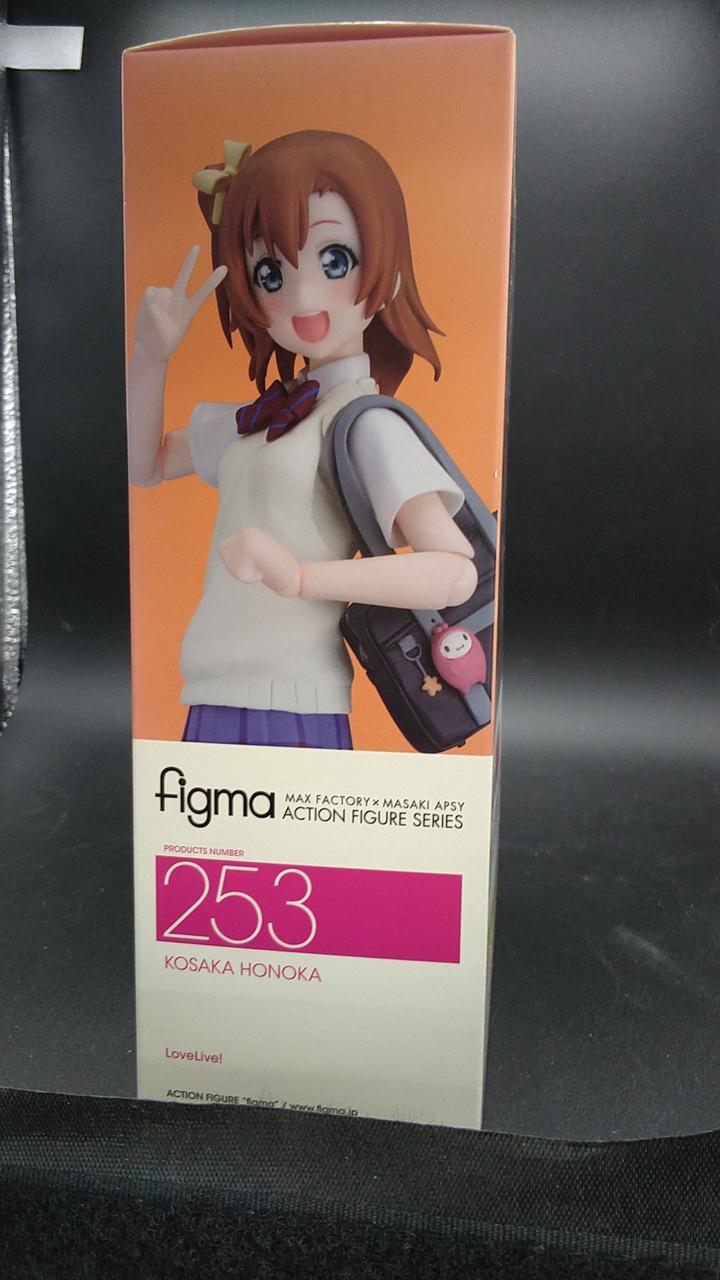 figma
MAX FACTORY × MASAKI APSY
ACTION FIGURE SERIES
PRODUCTS NUMBER
253
KOSAKA HONOKA
LoveLive!
ACTION FIGURE "figma" / www.figma.jp